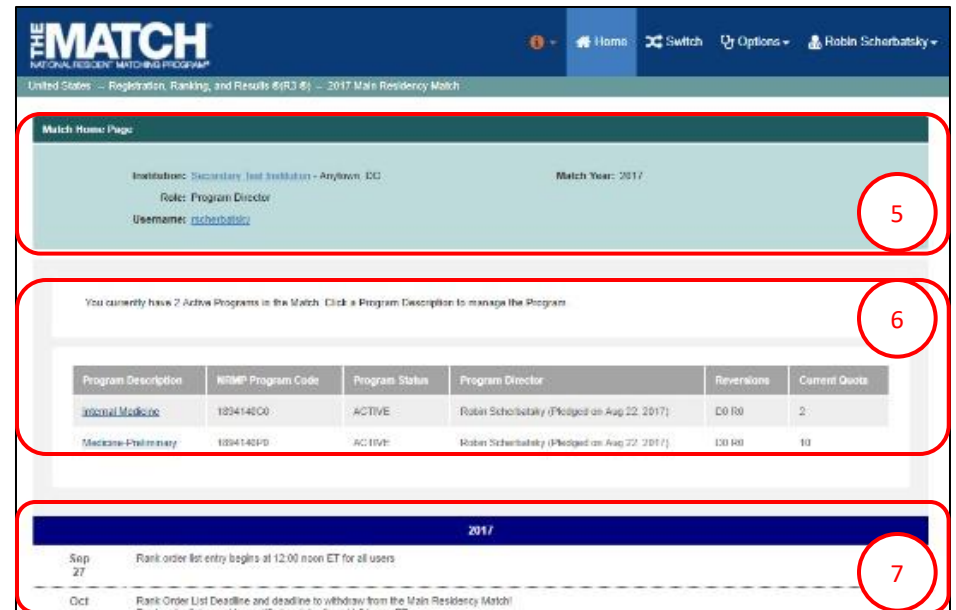 THE MATCH
NATIONAL RESIDENT MATCHING PROGRAM®
Home Switch Options Robin Scherbatsky
United States - Registration, Ranking, and Results ®(R3 ®) - 2017 Main Residency Match
Match Home Page
Institution: Secondary Test Institution - Anytown, DC Match Year: 2017
Role: Program Director
Username: rscherbatsky
5
You currently have 2 Active Programs in the Match. Click a Program Description to manage the Program
6
Program Description NRMP Program Code Program Status Program Director Reversions Current Quota
Internal Medicine 1894140C0 ACTIVE Robin Scherbatsky (Pledged on Aug 22, 2017) D0 R0 2
Medicine-Preliminary 1894140P0 ACTIVE Robin Scherbatsky (Pledged on Aug 22, 2017) D0 R0 10
2017
Sep Rank order list entry begins at 12:00 noon ET for all users
27
7
Oct Rank Order List Deadline and deadline to withdraw from the Main Residency Match!